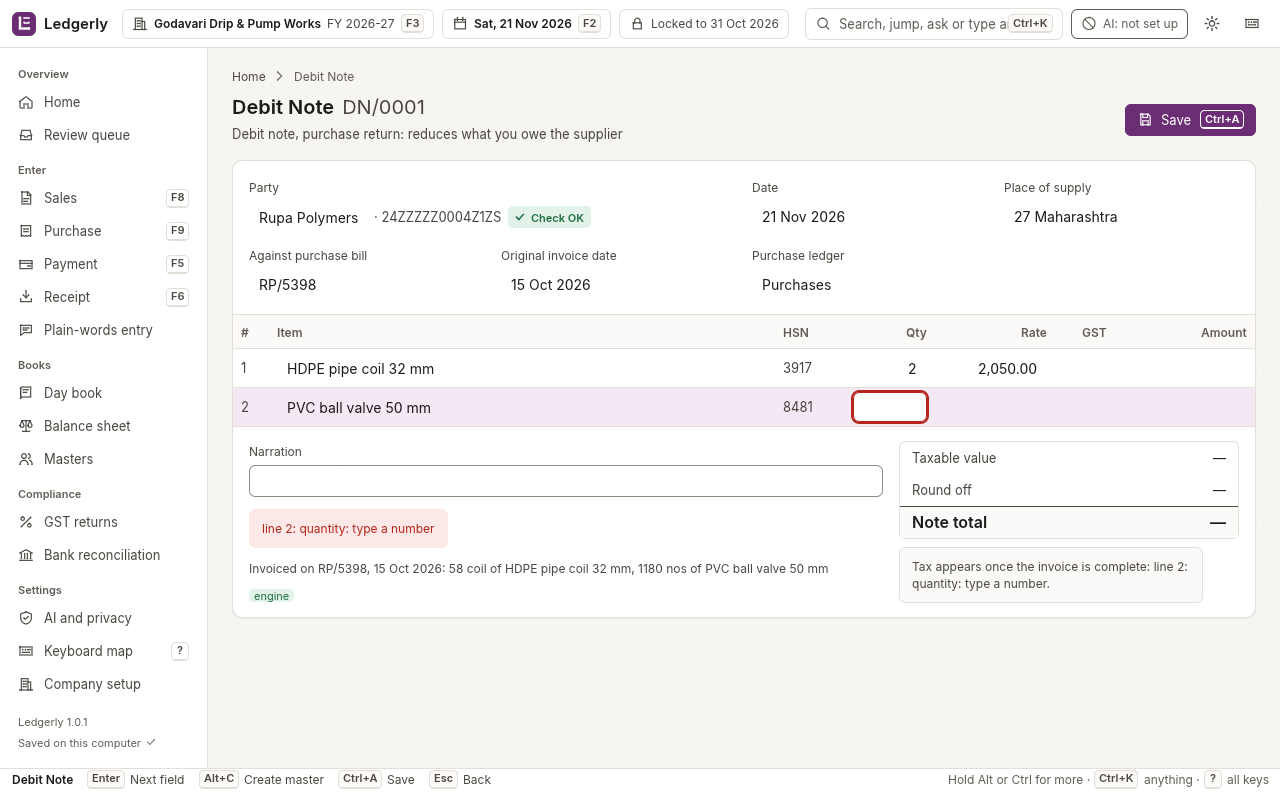 Ledgerly
Godavari Drip & Pump Works FY 2026-27 F3
Sat, 21 Nov 2026 F2
Locked to 31 Oct 2026
Search, jump, ask or type a Ctrl+K
AI: not set up
Overview
Home
Review queue
Enter
Sales F8
Purchase F9
Payment F5
Receipt F6
Plain-words entry
Books
Day book
Balance sheet
Masters
Compliance
GST returns
Bank reconciliation
Settings
AI and privacy
Keyboard map ?
Company setup
Ledgerly 1.0.1
Saved on this computer
Home > Debit Note
Debit Note DN/0001
Debit note, purchase return: reduces what you owe the supplier
Save Ctrl+A
Party Date Place of supply
Rupa Polymers · 24ZZZZZ0004Z1ZS Check OK 21 Nov 2026 27 Maharashtra
Against purchase bill Original invoice date Purchase ledger
RP/5398 15 Oct 2026 Purchases
# Item HSN Qty Rate GST Amount
1 HDPE pipe coil 32 mm 3917 2 2,050.00
2 PVC ball valve 50 mm 8481
Narration
line 2: quantity: type a number
Invoiced on RP/5398, 15 Oct 2026: 58 coil of HDPE pipe coil 32 mm, 1180 nos of PVC ball valve 50 mm
engine
Taxable value —
Round off —
Note total —
Tax appears once the invoice is complete: line 2:
quantity: type a number.
Debit Note Enter Next field Alt+C Create master Ctrl+A Save Esc Back
Hold Alt or Ctrl for more · Ctrl+K anything · ? all keys